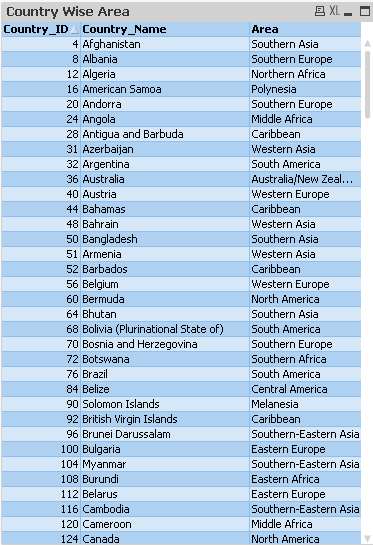 Country Wise Area XL
Country_ID Country_Name Area
4 Afghanistan Southern Asia
8 Albania Southern Europe
12 Algeria Northern Africa
16 American Samoa Polynesia
20 Andorra Southern Europe
24 Angola Middle Africa
28 Antigua and Barbuda Caribbean
31 Azerbaijan Western Asia
32 Argentina South America
36 Australia Australia/New Zeal...
40 Austria Western Europe
44 Bahamas Caribbean
48 Bahrain Western Asia
50 Bangladesh Southern Asia
51 Armenia Western Asia
52 Barbados Caribbean
56 Belgium Western Europe
60 Bermuda North America
64 Bhutan Southern Asia
68 Bolivia (Plurinational State of) South America
70 Bosnia and Herzegovina Southern Europe
72 Botswana Southern Africa
76 Brazil South America
84 Belize Central America
90 Solomon Islands Melanesia
92 British Virgin Islands Caribbean
96 Brunei Darussalam Southern-Eastern Asia
100 Bulgaria Eastern Europe
104 Myanmar Southern-Eastern Asia
108 Burundi Eastern Africa
112 Belarus Eastern Europe
116 Cambodia Southern-Eastern Asia
120 Cameroon Middle Africa
124 Canada North America